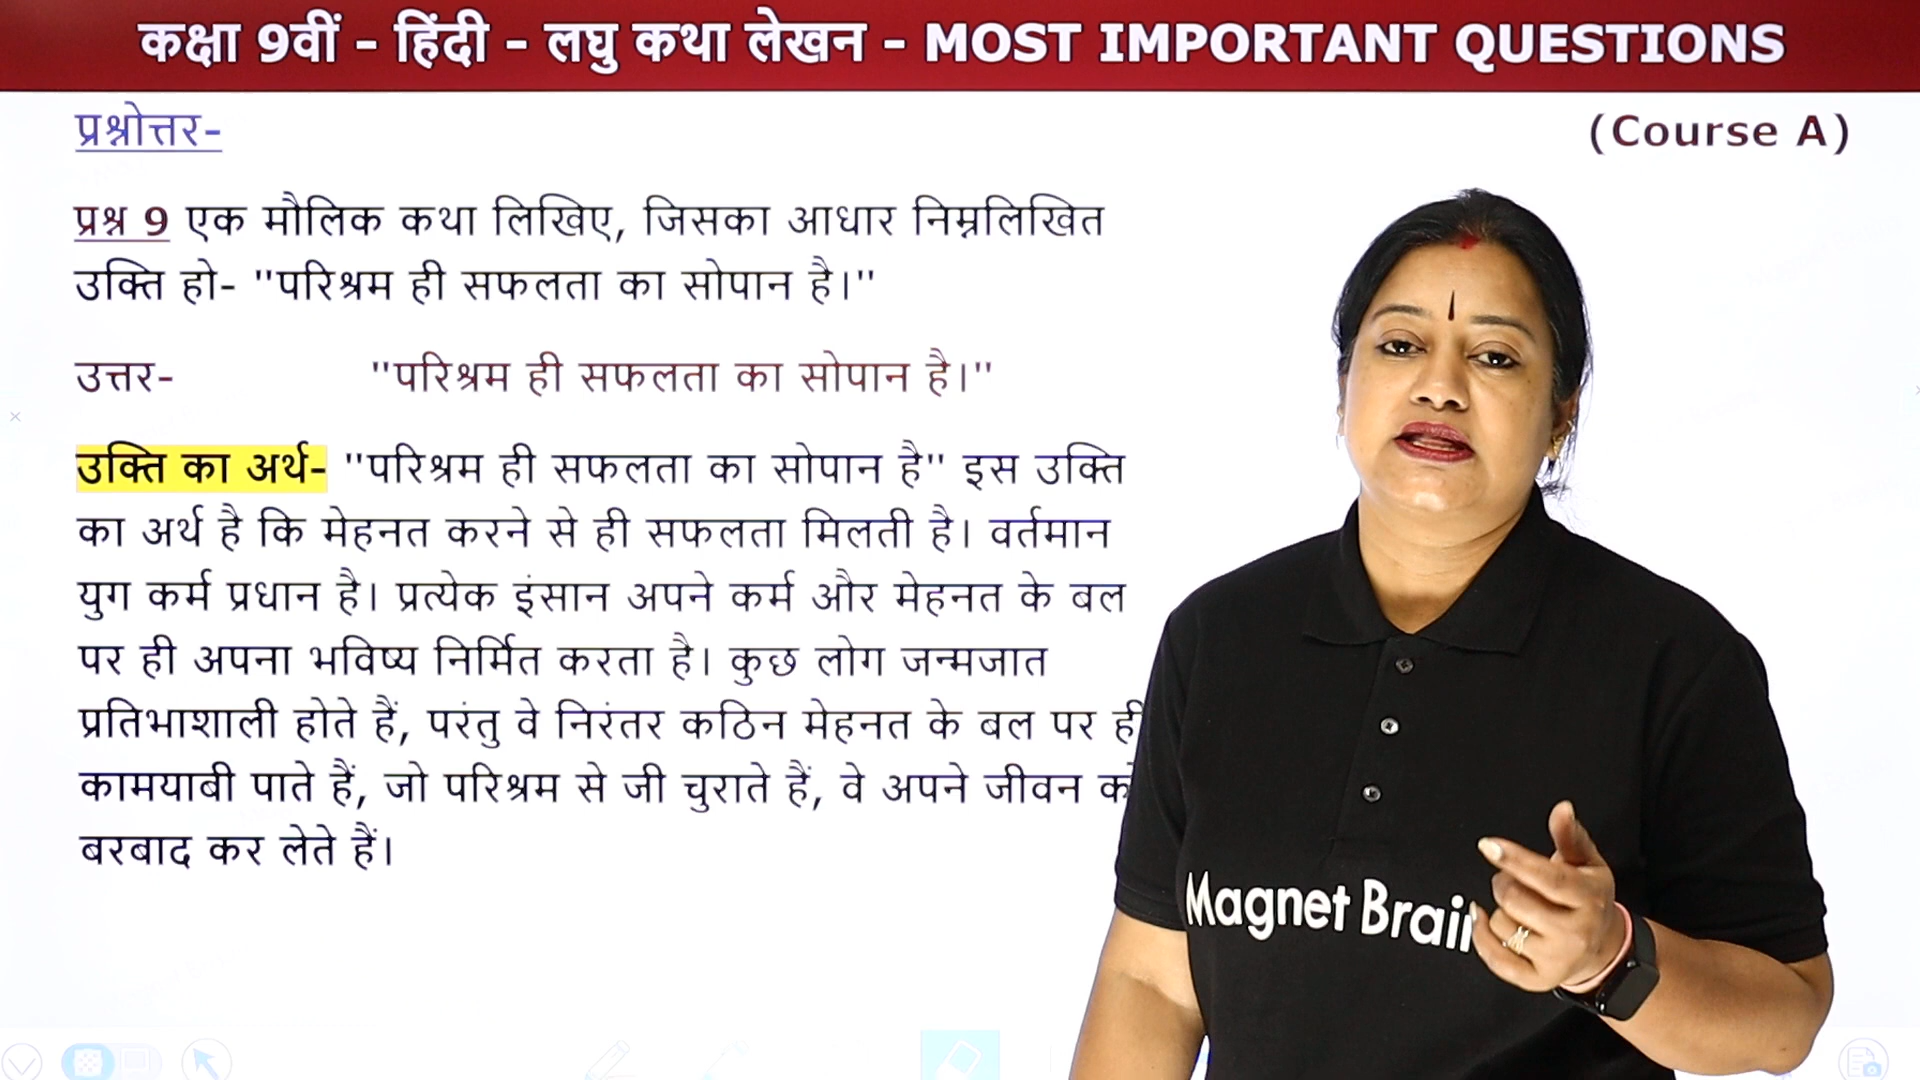 कक्षा 9वीं - हिंदी - लघु कथा लेखन - MOST IMPORTANT QUESTIONS
प्रश्नोत्तर-
(Course A)
प्रश्न 9 एक मौलिक कथा लिखिए, जिसका आधार निम्नलिखित
उक्ति हो- "परिश्रम ही सफलता का सोपान है।"
उत्तर- "परिश्रम ही सफलता का सोपान है।"
उक्ति का अर्थ- "परिश्रम ही सफलता का सोपान है" इस उक्ति
का अर्थ है कि मेहनत करने से ही सफलता मिलती है। वर्तमान
युग कर्म प्रधान है। प्रत्येक इंसान अपने कर्म और मेहनत के बल
पर ही अपना भविष्य निर्मित करता है। कुछ लोग जन्मजात
प्रतिभाशाली होते हैं, परंतु वे निरंतर कठिन मेहनत के बल पर ही
कामयाबी पाते हैं, जो परिश्रम से जी चुराते हैं, वे अपने जीवन को
बरबाद कर लेते हैं।
Magnet Brain